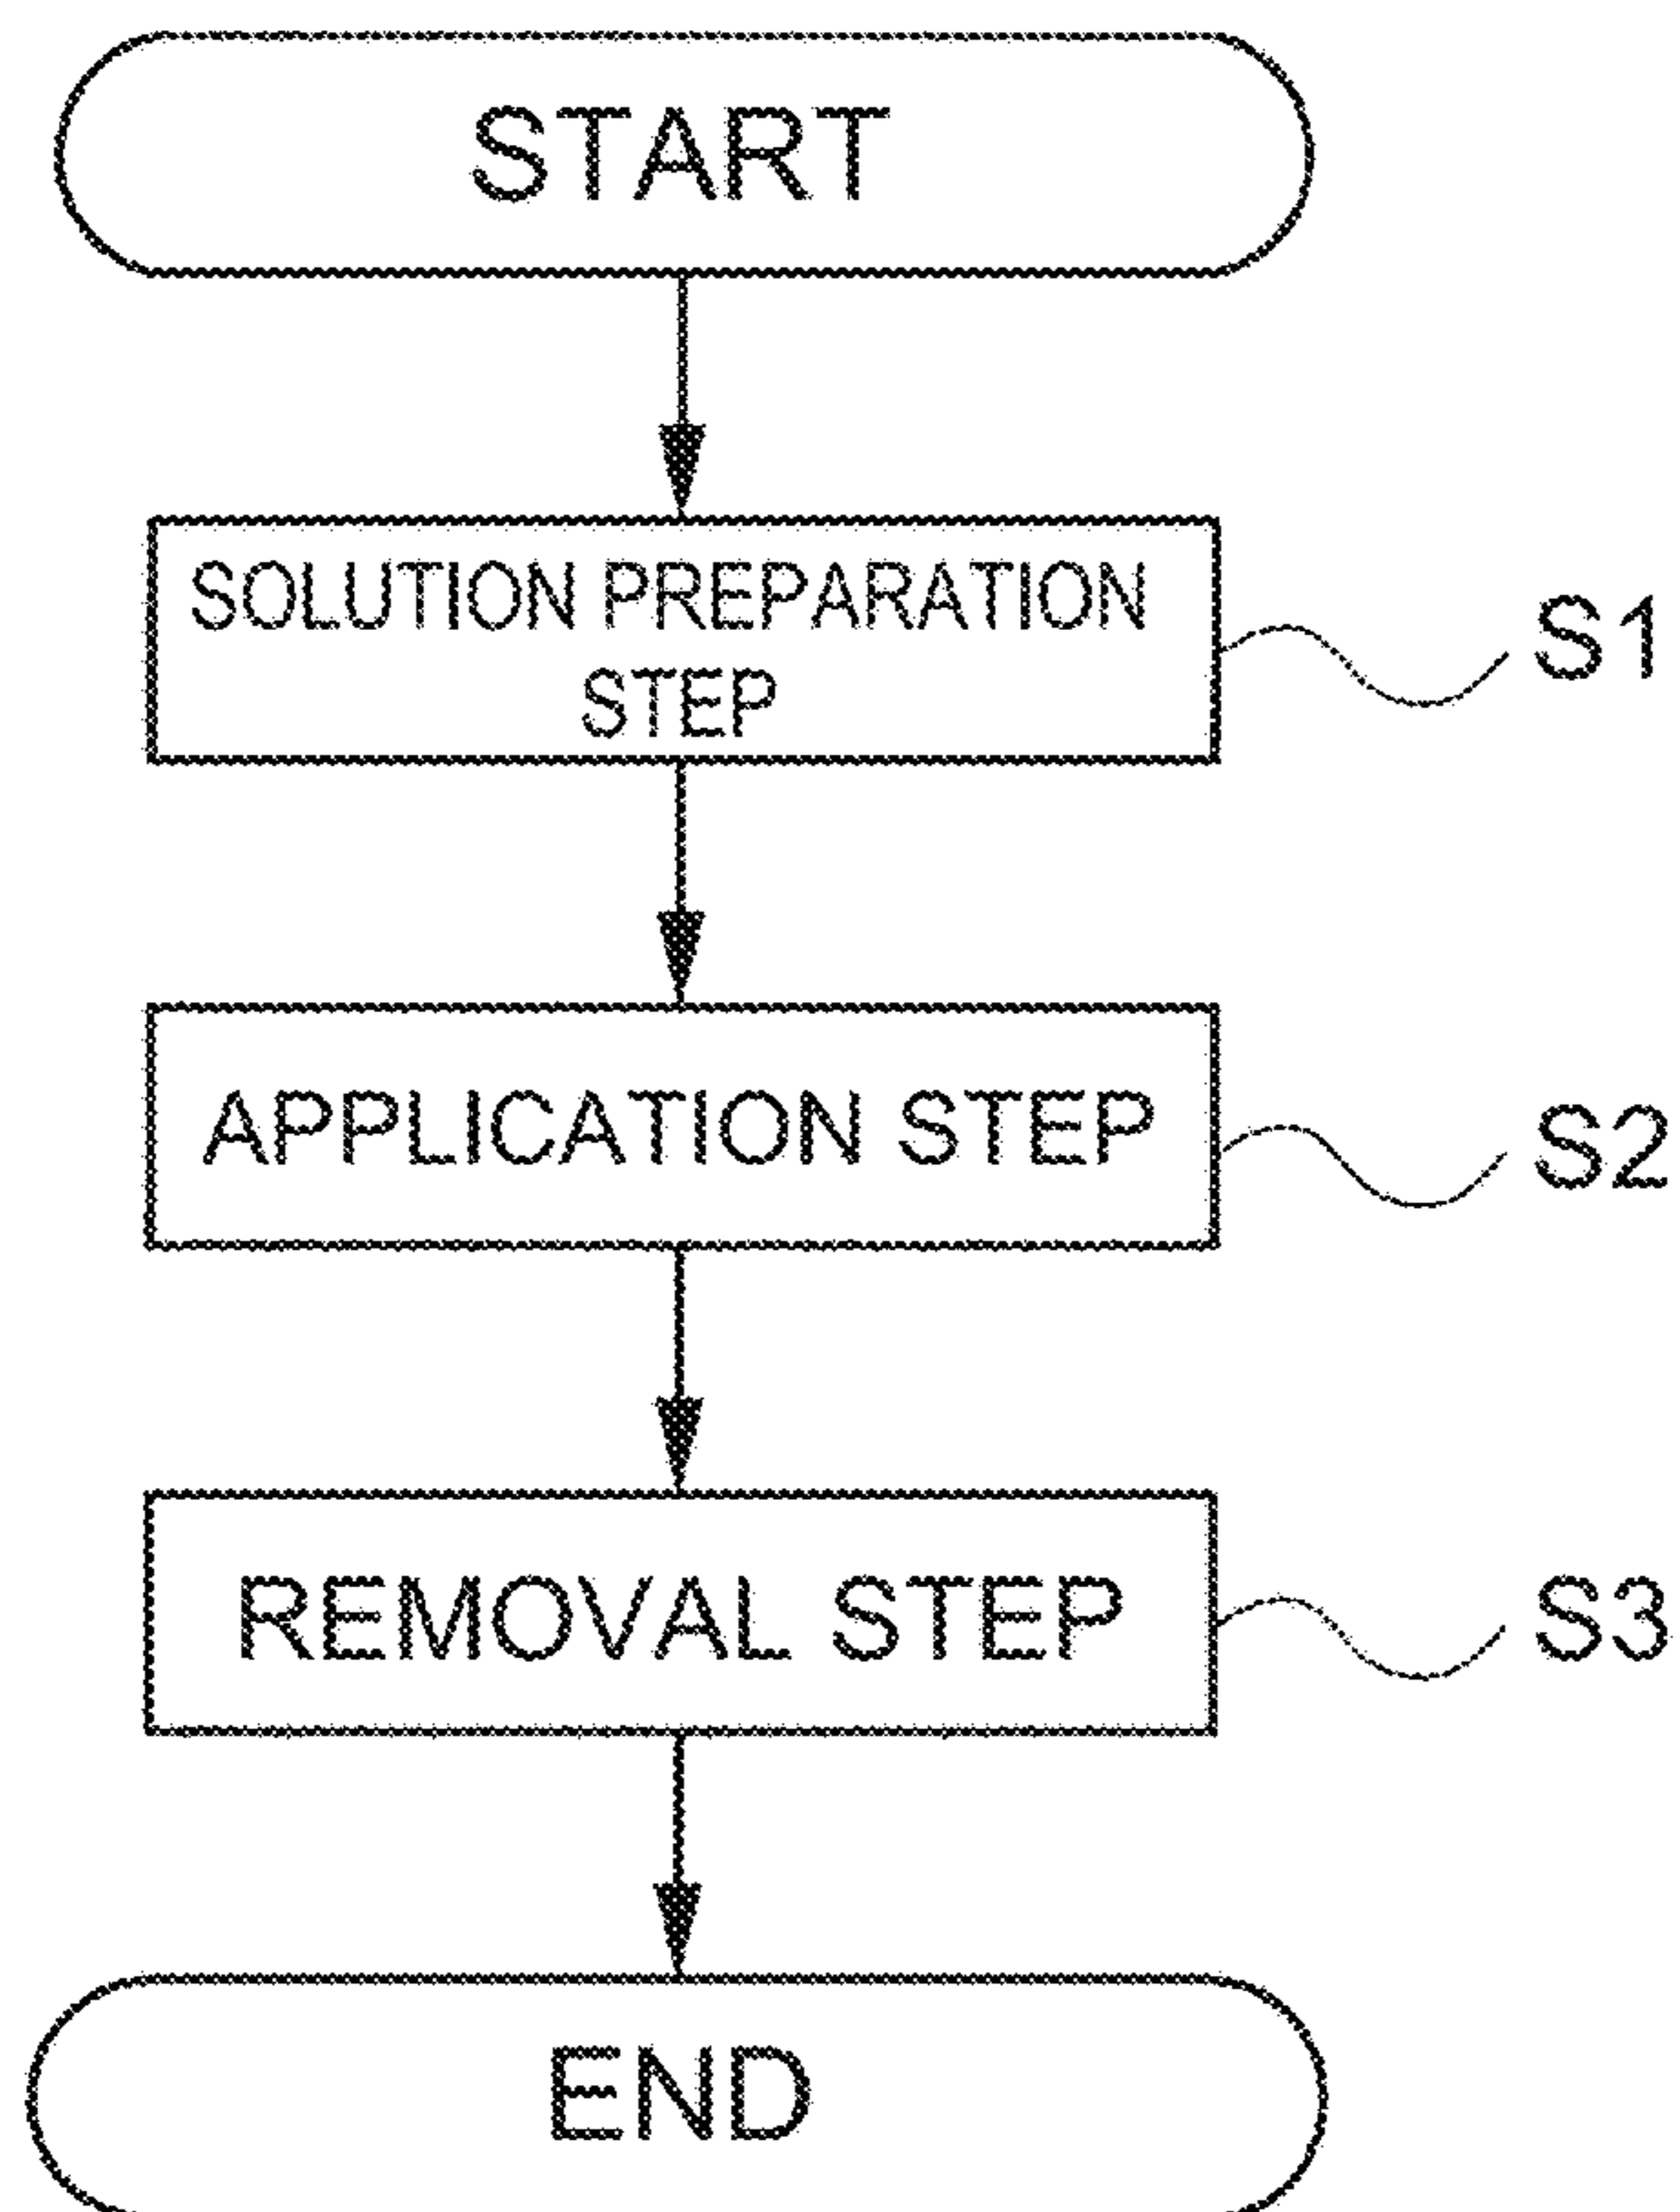 START
SOLUTION PREPARATION
STEP
S1
APPLICATION STEP
S2
REMOVAL STEP
S3
END